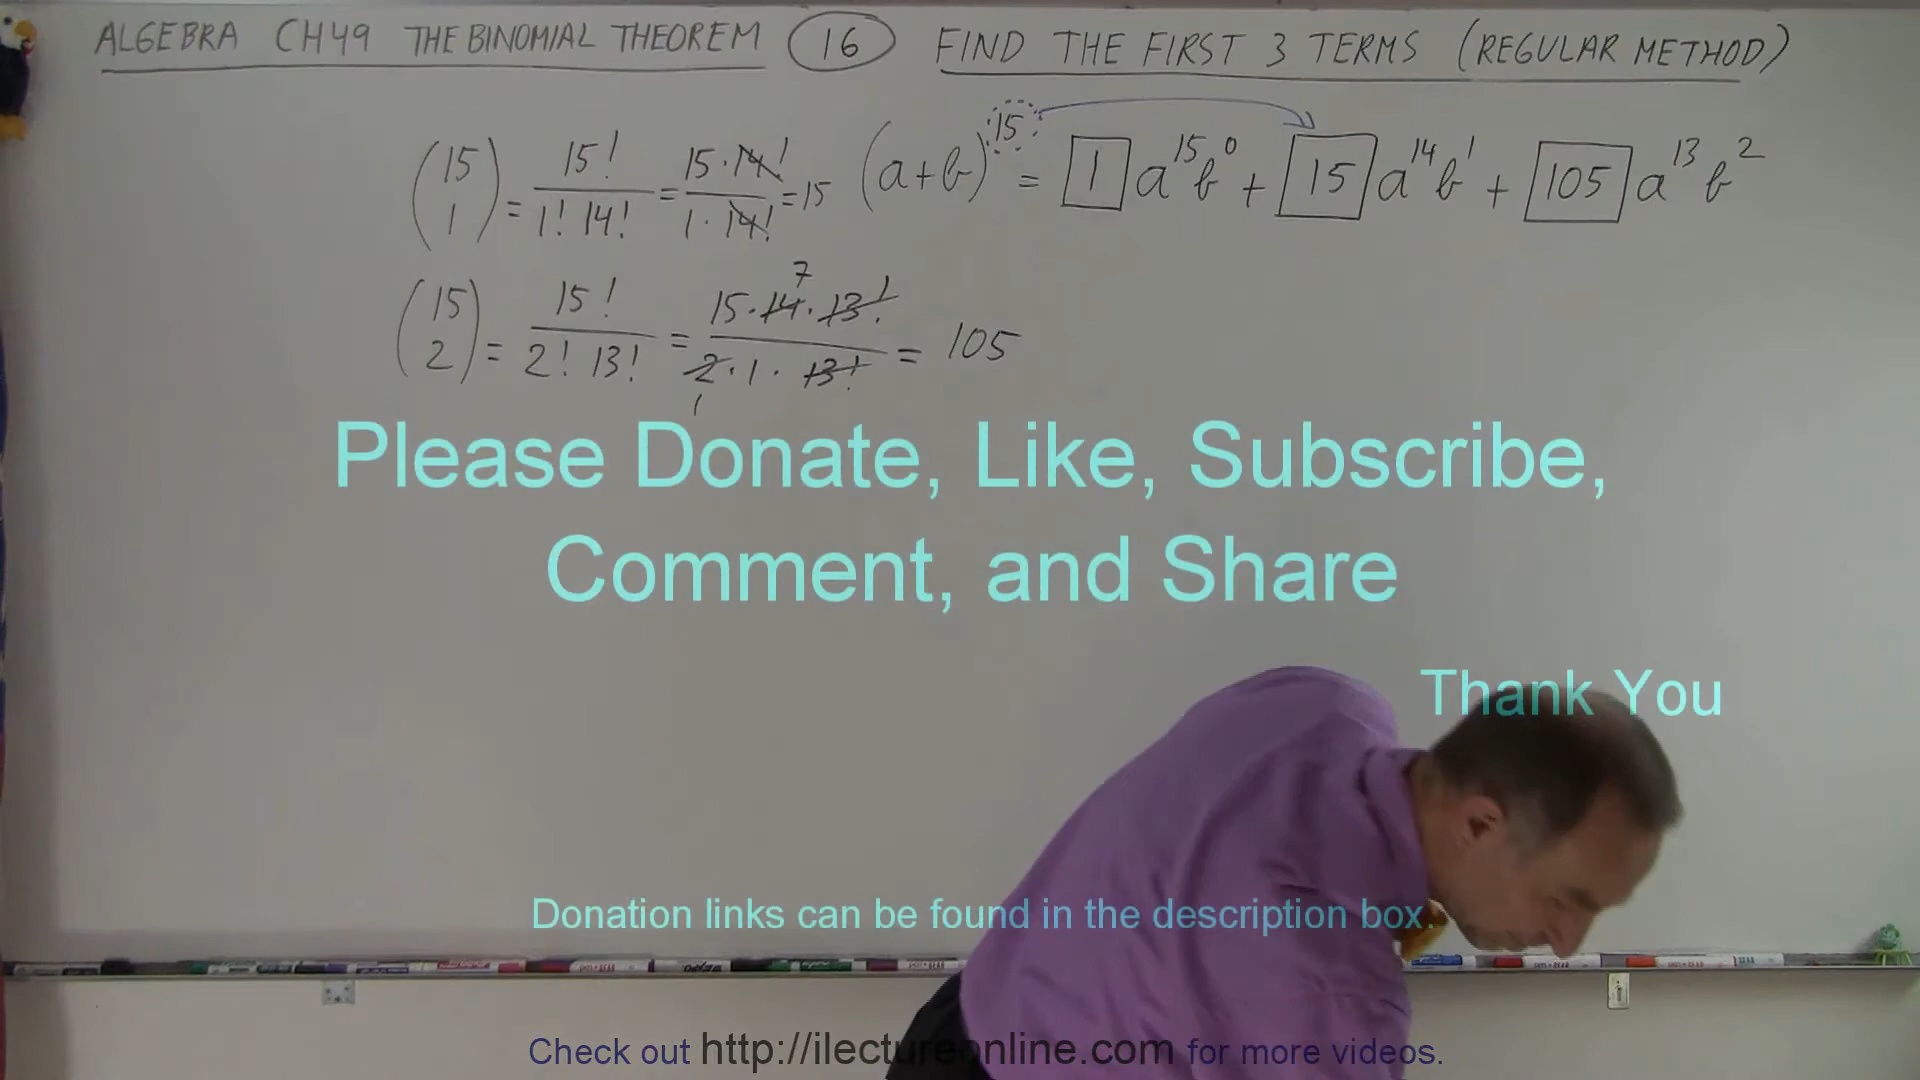 ALGEBRA CH49 THE BINOMIAL THEOREM 16 FIND THE FIRST 3 TERMS (REGULAR METHOD)
(15 1) = 15! / 1! 14! = 15 · 14! / 1 · 14! = 15
(a+b)^15 = 1 a^15 b^0 + 15 a^14 b^1 + 105 a^13 b^2
(15 2) = 15! / 2! 13! = 15 · 14 · 13! / 2 · 1 · 13! = 105
7
1
Please Donate, Like, Subscribe,
Comment, and Share
Thank You
Donation links can be found in the description box.
Check out http://ilectureonline.com for more videos.